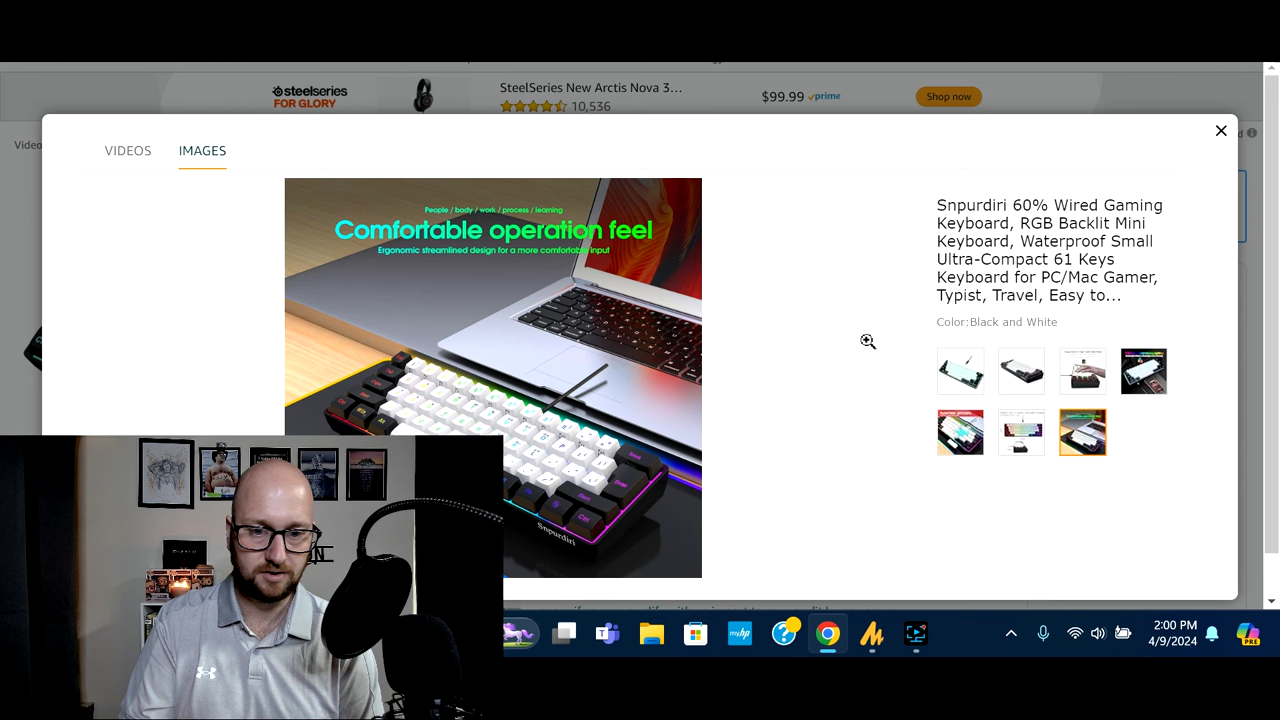 steelseries
FOR GLORY
SteelSeries New Arctis Nova 3...
10,536
$99.99 prime
Shop now
VIDEOS IMAGES
People / body / work / process / learning
Comfortable operation feel
Ergonomic streamlined design for a more comfortable input
Snpurdiri 60% Wired Gaming
Keyboard, RGB Backlit Mini
Keyboard, Waterproof Small
Ultra-Compact 61 Keys
Keyboard for PC/Mac Gamer,
Typist, Travel, Easy to...
Color:Black and White
Snpurdiri
myhp
2:00 PM
4/9/2024
PRE